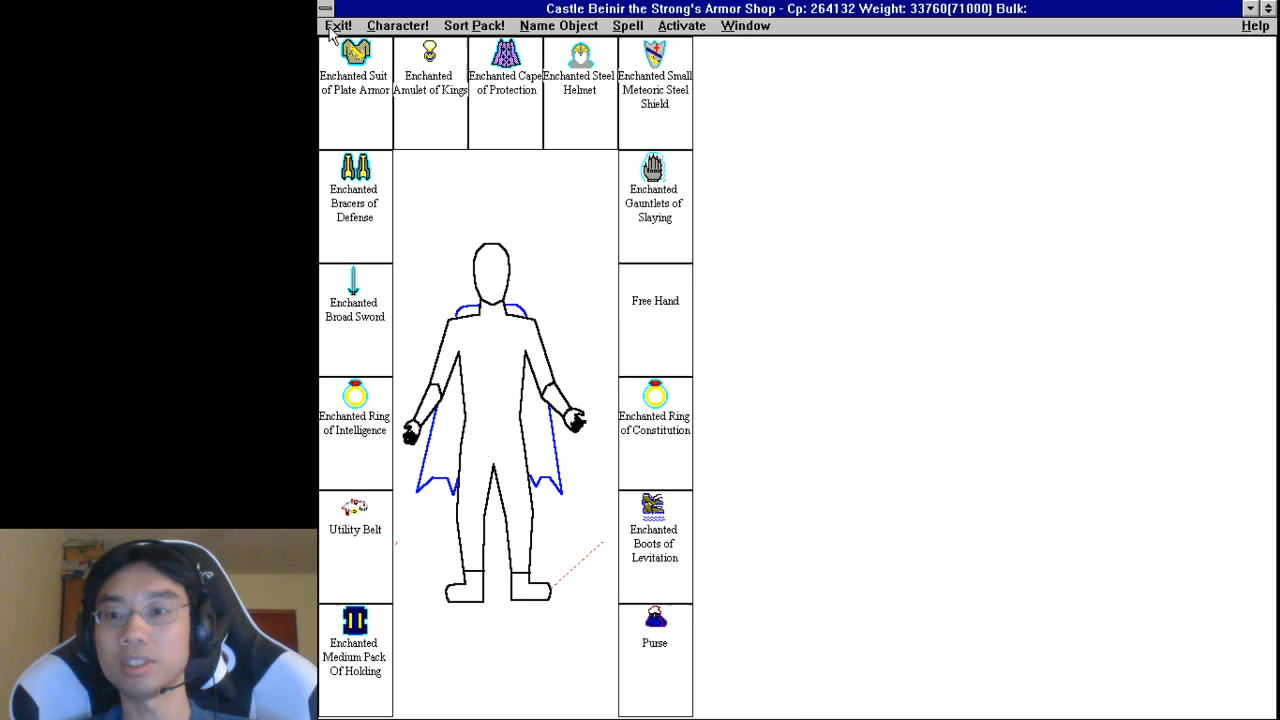 Castle Beinir the Strong's Armor Shop - Cp: 264132 Weight: 33760(71000) Bulk:
Exit! Character! Sort Pack! Name Object Spell Activate Window Help
Enchanted Suit
of Plate Armor
Enchanted
Amulet of Kings
Enchanted Cape
of Protection
Enchanted Steel
Helmet
Enchanted Small
Meteoric Steel
Shield
Enchanted
Bracers of
Defense
Enchanted
Gauntlets of
Slaying
Enchanted
Broad Sword
Free Hand
Enchanted Ring
of Intelligence
Enchanted Ring
of Constitution
Utility Belt
Enchanted
Boots of
Levitation
Enchanted
Medium Pack
Of Holding
Purse